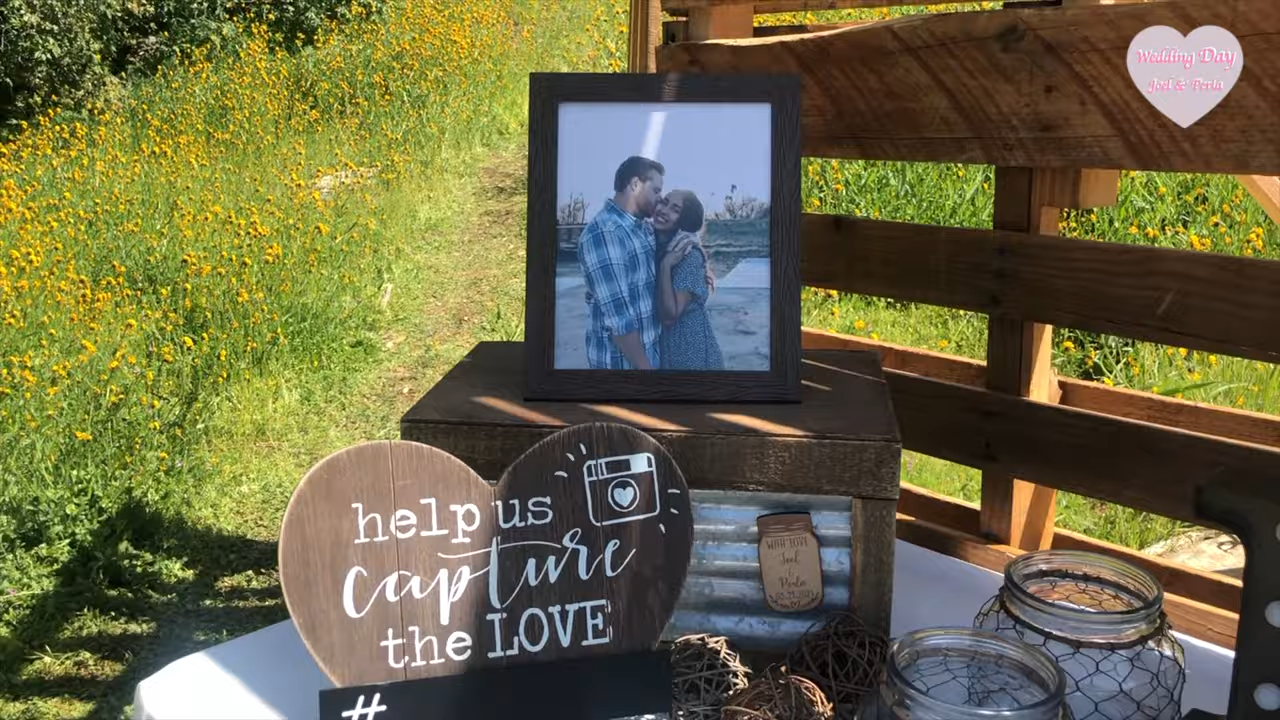 Wedding Day
Joel & Perla
help us
capture
the LOVE
#
WITH LOVE
Joel
&
Perla